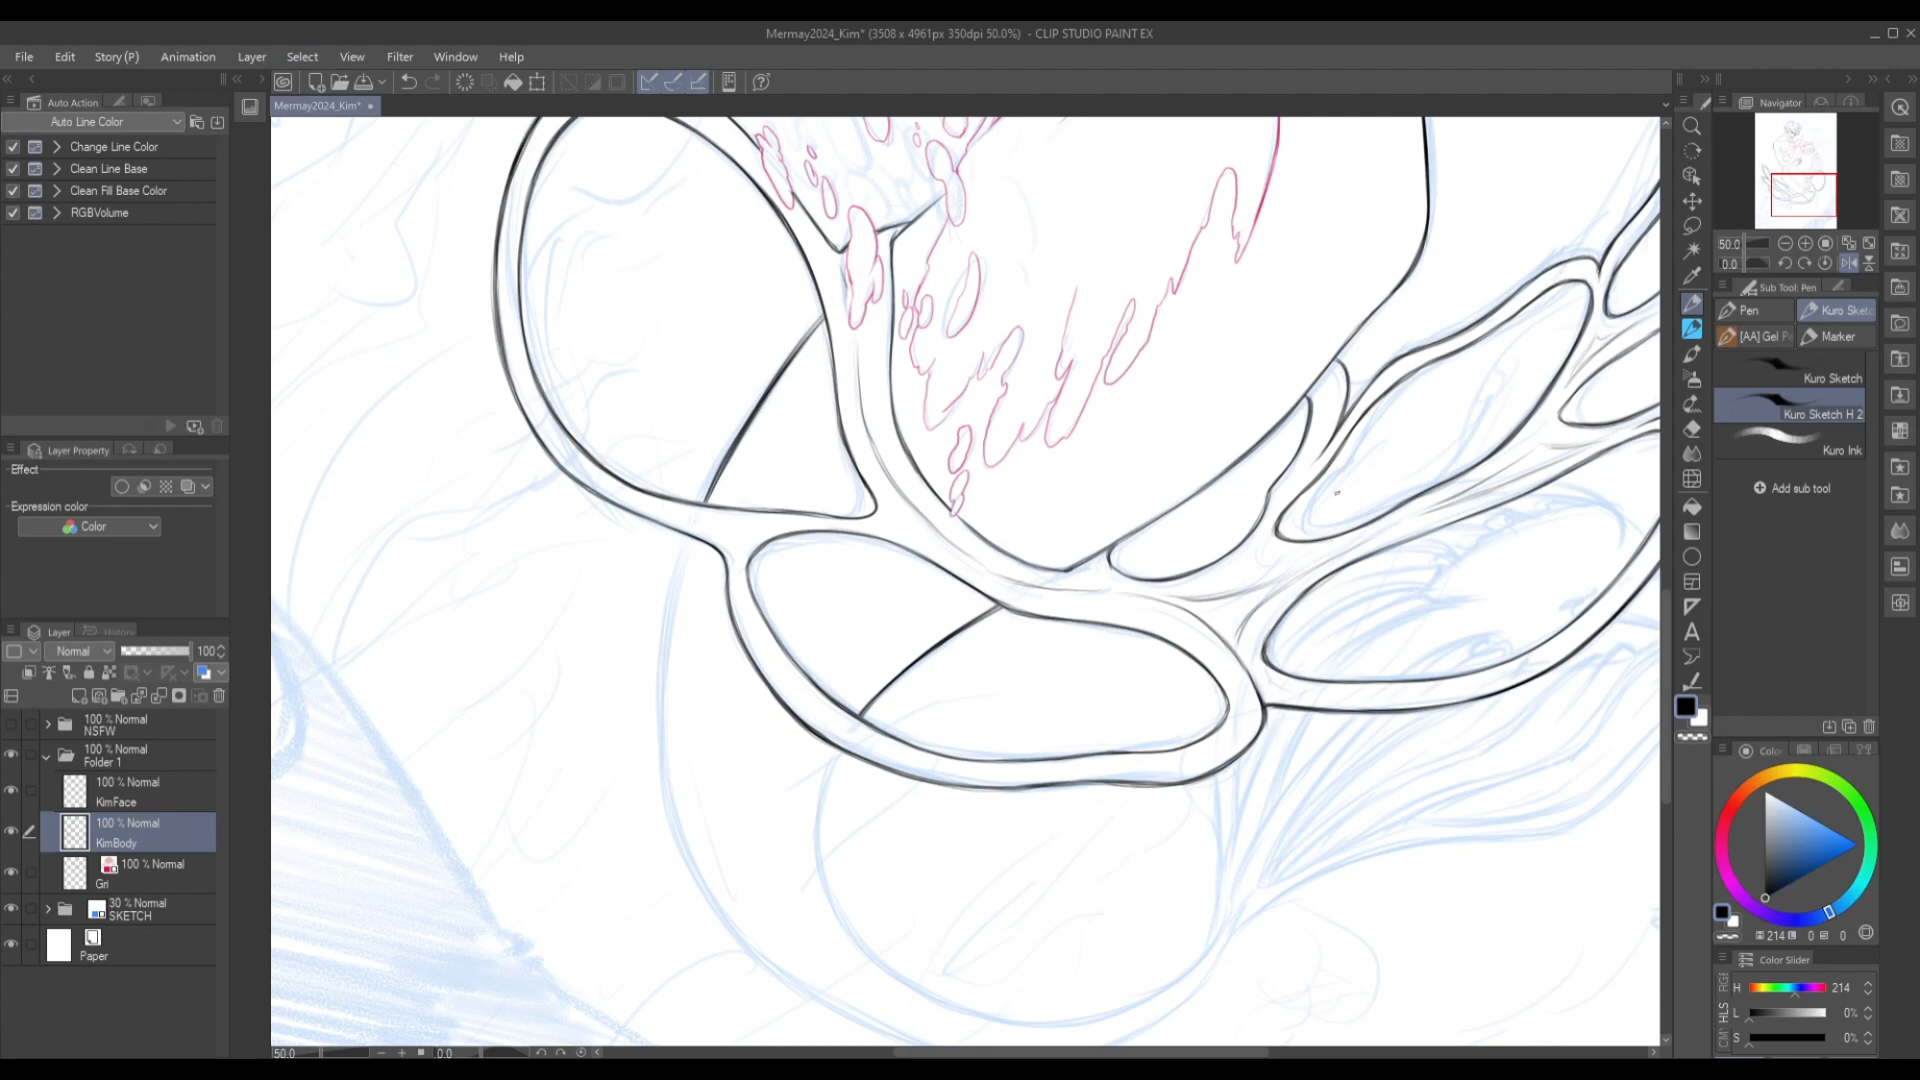 Mermay2024_Kim* (3508 x 4961px 350dpi 50.0%) - CLIP STUDIO PAINT EX
File Edit Story (P) Animation Layer Select View Filter Window Help
Auto Action
Mermay2024_Kim*
Navigator
Auto Line Color
Change Line Color
Clean Line Base
Clean Fill Base Color
RGBVolume
50.0
0.0
Sub Tool: Pen
Pen
Kuro Sketc
[AA] Gel Pe
Marker
Kuro Sketch
Kuro Sketch H 2
Kuro Ink
Add sub tool
Layer Property
Effect
Expression color
Color
Layer
History
Normal
100
100 % Normal
NSFW
100 % Normal
Folder 1
100 % Normal
KimFace
100 % Normal
KimBody
100 % Normal
Gri
30 % Normal
SKETCH
Paper
Colo
214 0 0
Color Slider
H 214
L 0%
S 0%
HLS
50.0
0.0